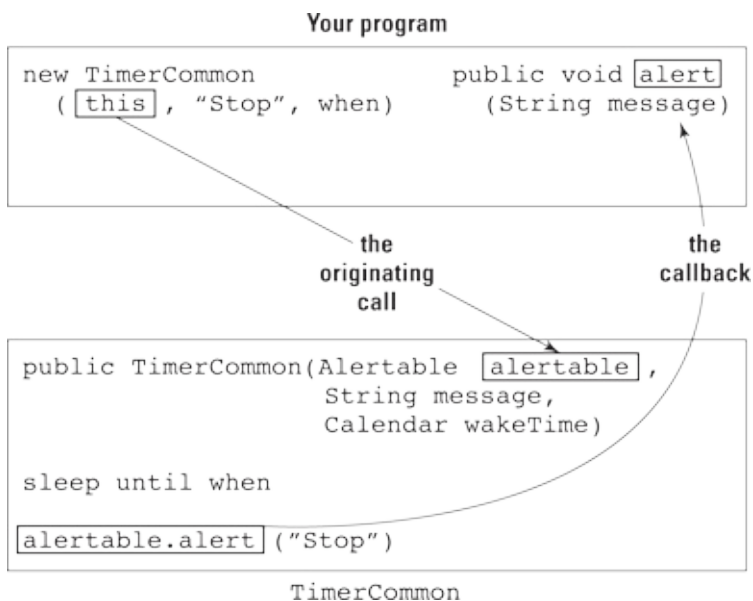 Your program
new TimerCommon
( this , “Stop”, when)
public void alert
(String message)
the
originating
call
the
callback
public TimerCommon(Alertable alertable ,
String message,
Calendar wakeTime)
sleep until when
alertable.alert ("Stop")
TimerCommon